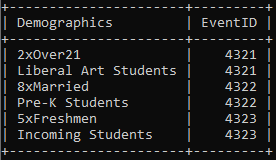 Demographics | EventID
2xOver21 | 4321
Liberal Art Students | 4321
8xMarried | 4322
Pre-K Students | 4322
5xFreshmen | 4323
Incoming Students | 4323